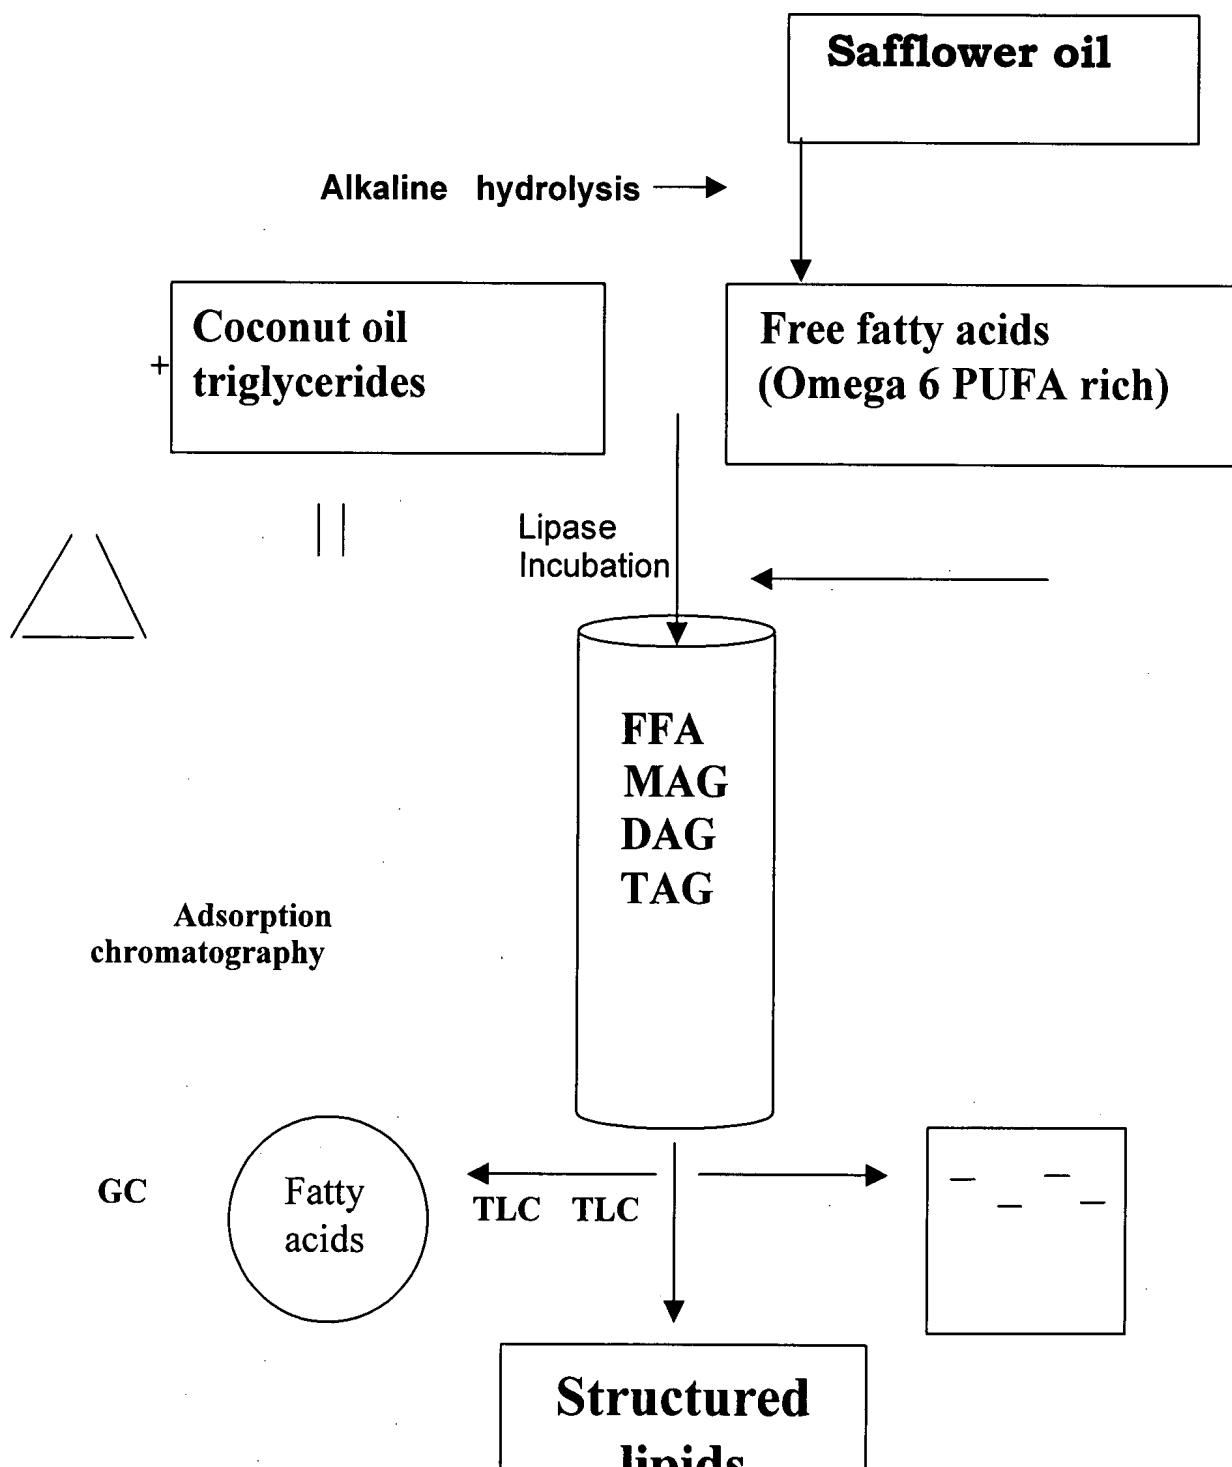 Safflower oil
Alkaline hydrolysis
Coconut oil
triglycerides
+
Free fatty acids
(Omega 6 PUFA rich)
Lipase
Incubation
FFA
MAG
DAG
TAG
Adsorption
chromatography
GC
Fatty
acids
TLC TLC
Structured
lipids